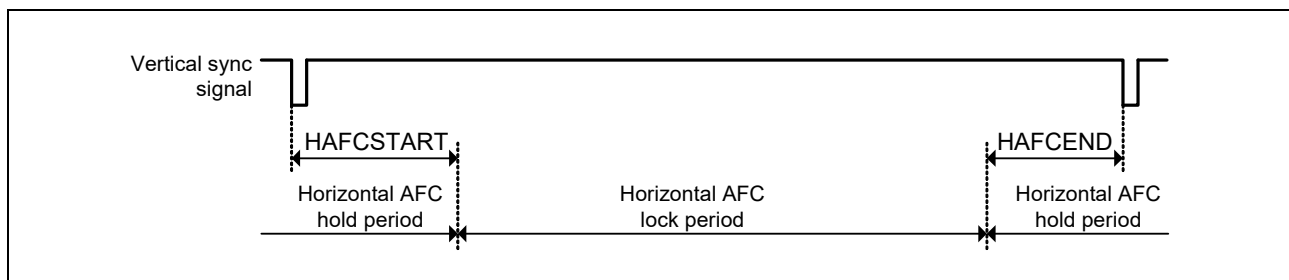 Vertical sync
signal
HAFCSTART
HAFCEND
Horizontal AFC
hold period
Horizontal AFC
lock period
Horizontal AFC
hold period